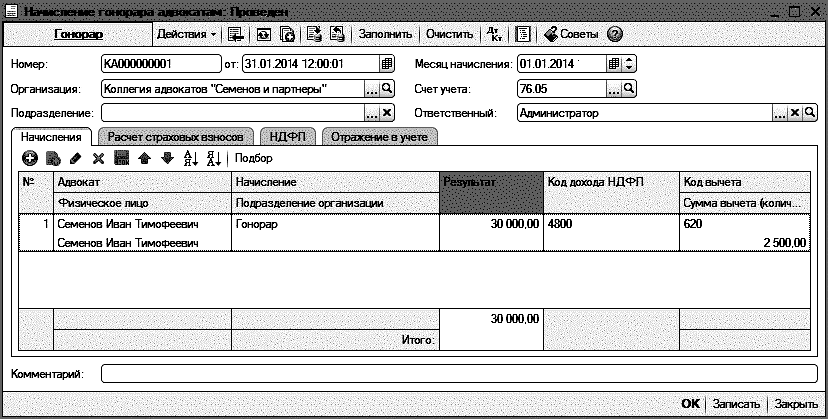 Начисление гонорара адвокатам: Проведен
Гонорар Действия Заполнить Очистить Дт Кт Советы
Номер: КА000000001 от: 31.01.2014 12:00:01 Месяц начисления: 01.01.2014
Организация: Коллегия адвокатов "Семенов и партнеры" ... Счет учета: 76.05 ...
Подразделение: ... Ответственный: Администратор ...
Начисления Расчет страховых взносов НДФП Отражение в учете
Подбор
№ Адвокат Начисление Результат Код дохода НДФП Код вычета
Физическое лицо Подразделение организации Сумма вычета (колич...
1 Семенов Иван Тимофеевич Гонорар 30 000,00 4800 620
Семенов Иван Тимофеевич 2 500,00
30 000,00
Итого:
Комментарий:
OK Записать Закрыть